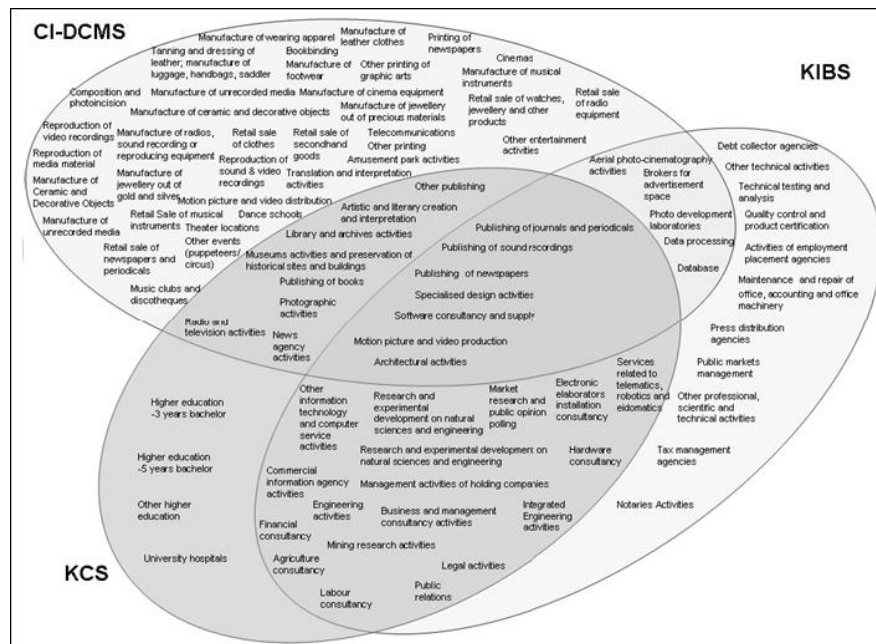 CI-DCMS
KIBS
KCS
Manufacture of wearing apparel
Manufacture of
leather clothes
Printing of
newspapers
Tanning and dressing of
leather; manufacture of
luggage, handbags, saddler
Bookbinding
Manufacture of
footwear
Other printing of
graphic arts
Cinemas
Manufacture of musical
instruments
Composition and
photoincision
Manufacture of unrecorded media
Manufacture of cinema equipment
Retail sale of watches,
jewellery and other
products
Retail sale
of radio
equipment
Manufacture of ceramic and decorative objects
Manufacture of jewellery
out of precious materials
Reproduction of
video recordings
Manufacture of radios,
sound recording or
reproducing equipment
Retail sale
of clothes
Retail sale of
secondhand
goods
Telecommunications
Other printing
Other entertainment
activities
Reproduction of
media material
Reproduction of
sound & video
recordings
Amusement park activities
Translation and interpretation
activities
Manufacture of
Ceramic and
Decorative Objects
Manufacture of
jewellery out of
gold and silver
Motion picture and video distribution
Manufacture of
unrecorded media
Retail Sale of musical
instruments
Dance schools
Theater locations
Other events
(puppeteers/
circus)
Retail sale of
newspapers and
periodicals
Music clubs and
discotheques
Aerial photo-cinematography
activities
Brokers for
advertisement
space
Photo development
laboratories
Data processing
Database
Debt collector agencies
Other technical activities
Technical testing and
analysis
Quality control and
product certification
Activities of employment
placement agencies
Maintenance and repair of
office, accounting and office
machinery
Press distribution
agencies
Public markets
management
Other professional,
scientific and
technical activities
Tax management
agencies
Notaries Activities
Other publishing
Artistic and literary creation
and interpretation
Library and archives activities
Museums activities and preservation of
historical sites and buildings
Publishing of books
Photographic
activities
Radio and
television activities
News
agency
activities
Publishing of journals and periodicals
Publishing of sound recordings
Publishing of newspapers
Specialised design activities
Software consultancy and supply
Motion picture and video production
Architectural activities
Higher education
-3 years bachelor
Higher education
-5 years bachelor
Other higher
education
University hospitals
Other
information
technology
and computer
service
activities
Research and
experimental
development on natural
sciences and engineering
Market
research and
public opinion
polling
Electronic
elaborators
installation
consultancy
Services
related to
telematics,
robotics and
eidomatics
Research and experimental development on
natural sciences and engineering
Hardware
consultancy
Commercial
information agency
activities
Management activities of holding companies
Engineering
activities
Business and management
consultancy activities
Integrated
Engineering
activities
Financial
consultancy
Mining research activities
Agriculture
consultancy
Legal activities
Labour
consultancy
Public
relations